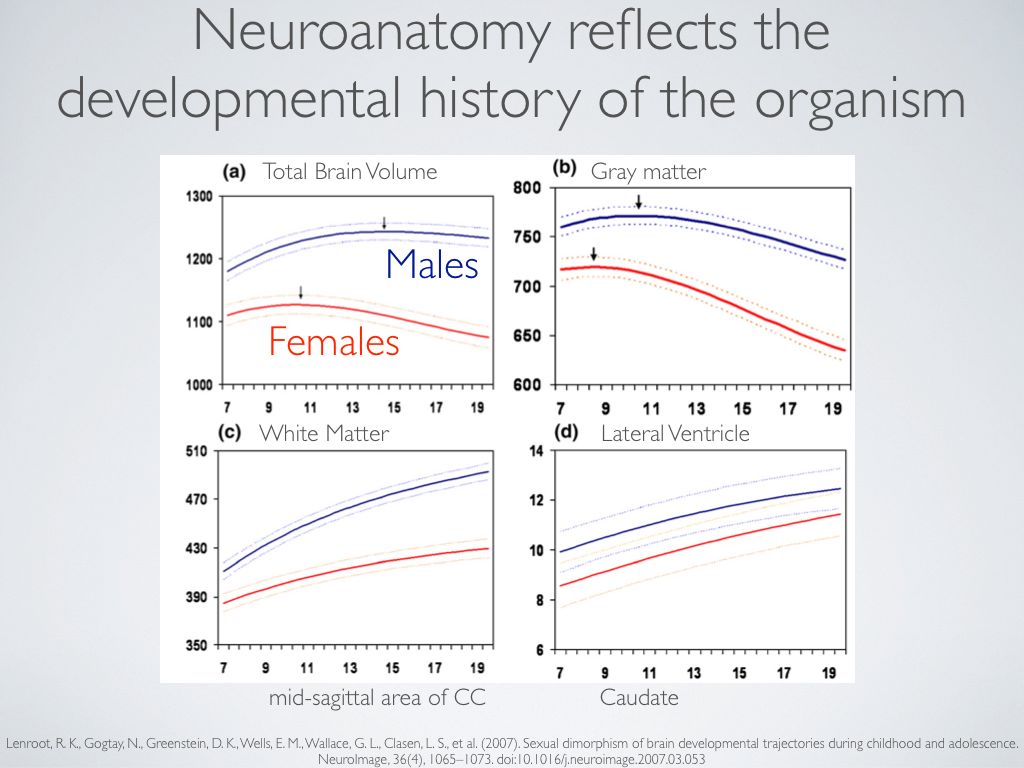 Neuroanatomy reflects the
developmental history of the organism
(a) Total Brain Volume
1300
1200
1100
1000
Males
Females
7 9 11 13 15 17 19
(b) Gray matter
800
750
700
650
600
7 9 11 13 15 17 19
(c) White Matter
510
470
430
390
350
7 9 11 13 15 17 19
(d) Lateral Ventricle
14
12
10
8
6
7 9 11 13 15 17 19
mid-sagittal area of CC
Caudate
Lenroot, R. K., Gogtay, N., Greenstein, D. K., Wells, E. M., Wallace, G. L., Clasen, L. S., et al. (2007). Sexual dimorphism of brain developmental trajectories during childhood and adolescence.
NeuroImage, 36(4), 1065–1073. doi:10.1016/j.neuroimage.2007.03.053